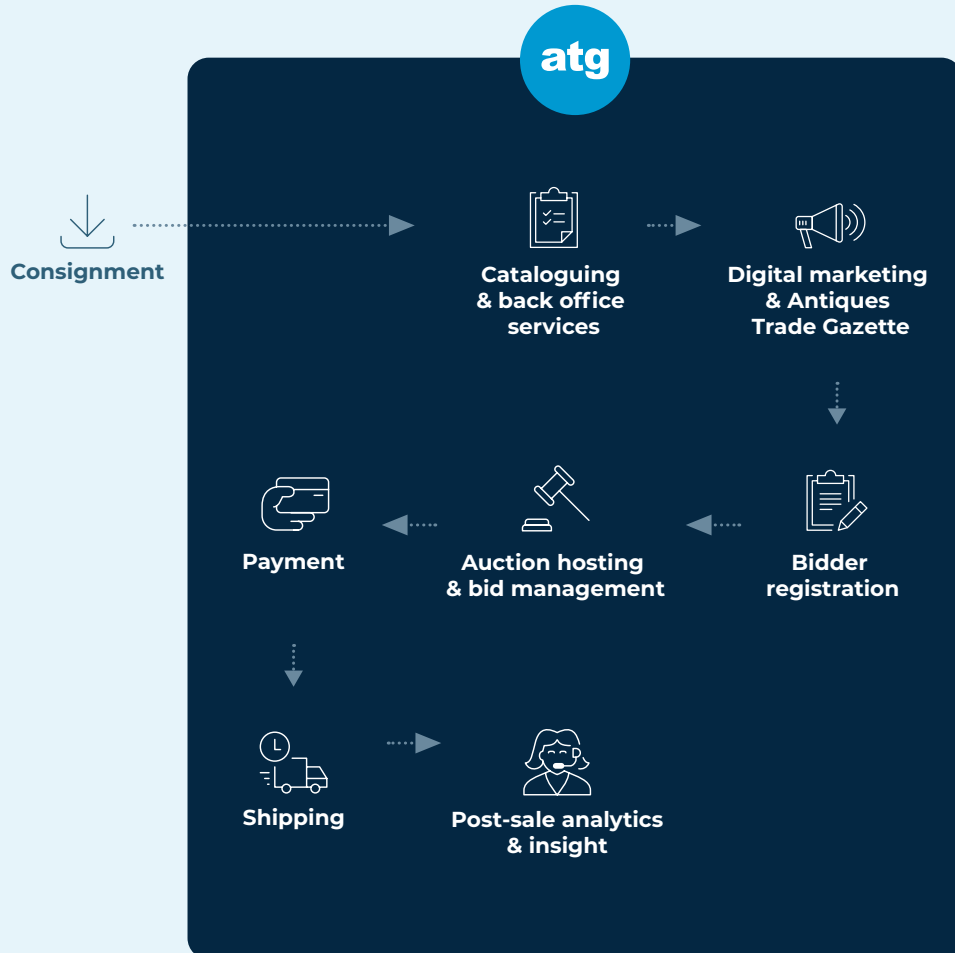 atg
Consignment
Cataloguing
& back office
services
Digital marketing
& Antiques
Trade Gazette
Bidder
registration
Auction hosting
& bid management
Payment
Shipping
Post-sale analytics
& insight